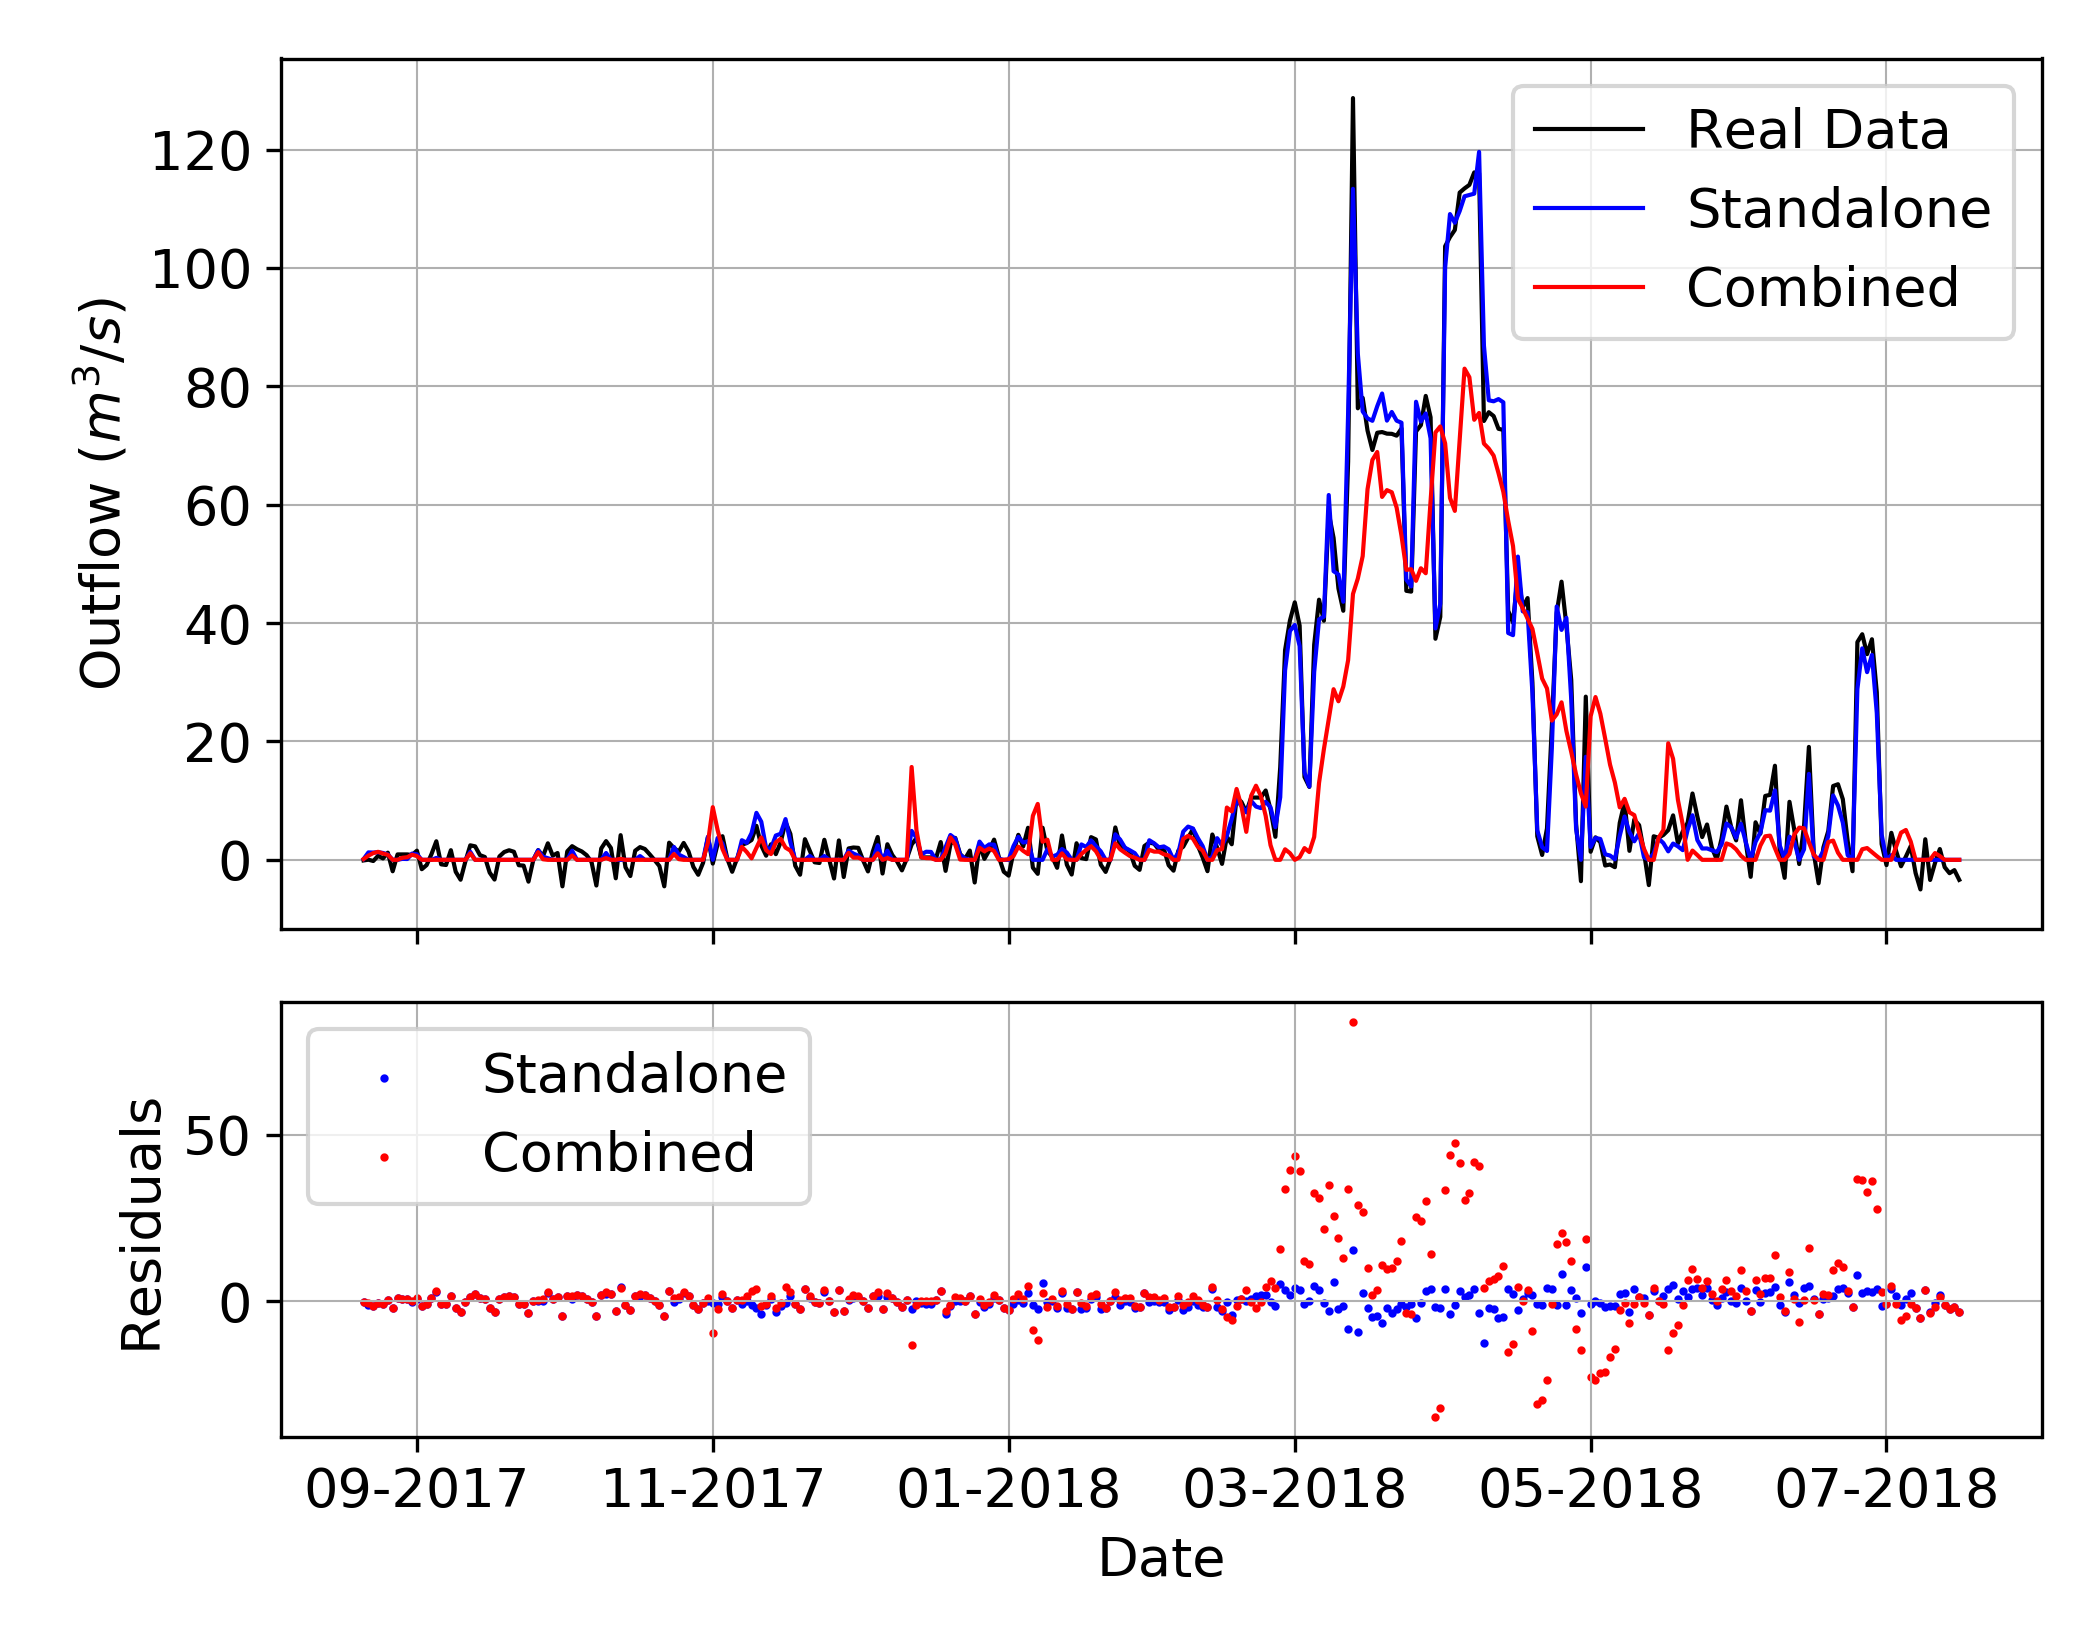 Real Data
Standalone
Combined
120
100
80
60
40
20
0
Outflow (m³/s)
Standalone
Combined
50
0
Residuals
09-2017 11-2017 01-2018 03-2018 05-2018 07-2018
Date